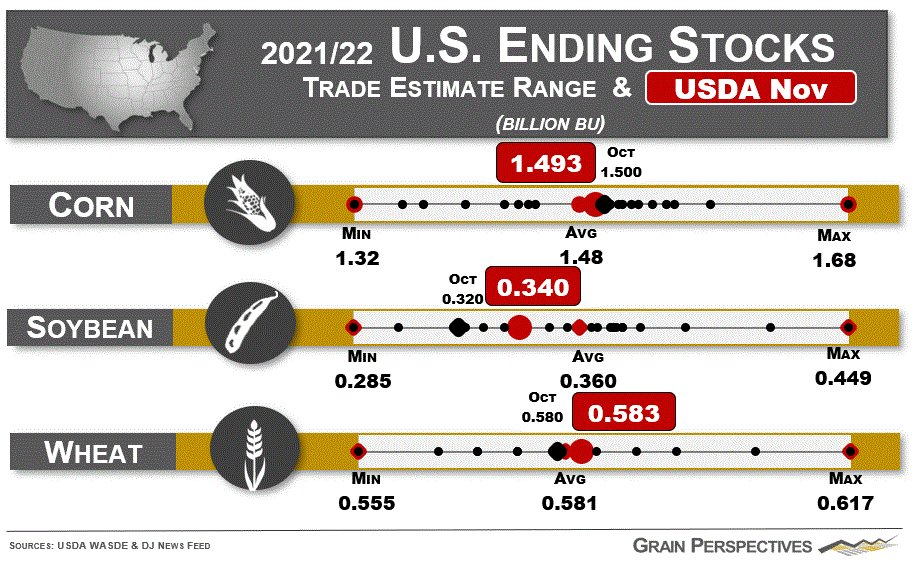 2021/22 U.S. ENDING STOCKS
TRADE ESTIMATE RANGE & USDA Nov
(BILLION BU)
1.493 OCT
1.500
CORN
MIN AVG MAX
1.32 1.48 1.68
OCT
0.320 0.340
SOYBEAN
MIN AVG MAX
0.285 0.360 0.449
OCT
0.580 0.583
WHEAT
MIN AVG MAX
0.555 0.581 0.617
SOURCES: USDA WASDE & DJ NEWS FEED
GRAIN PERSPECTIVES